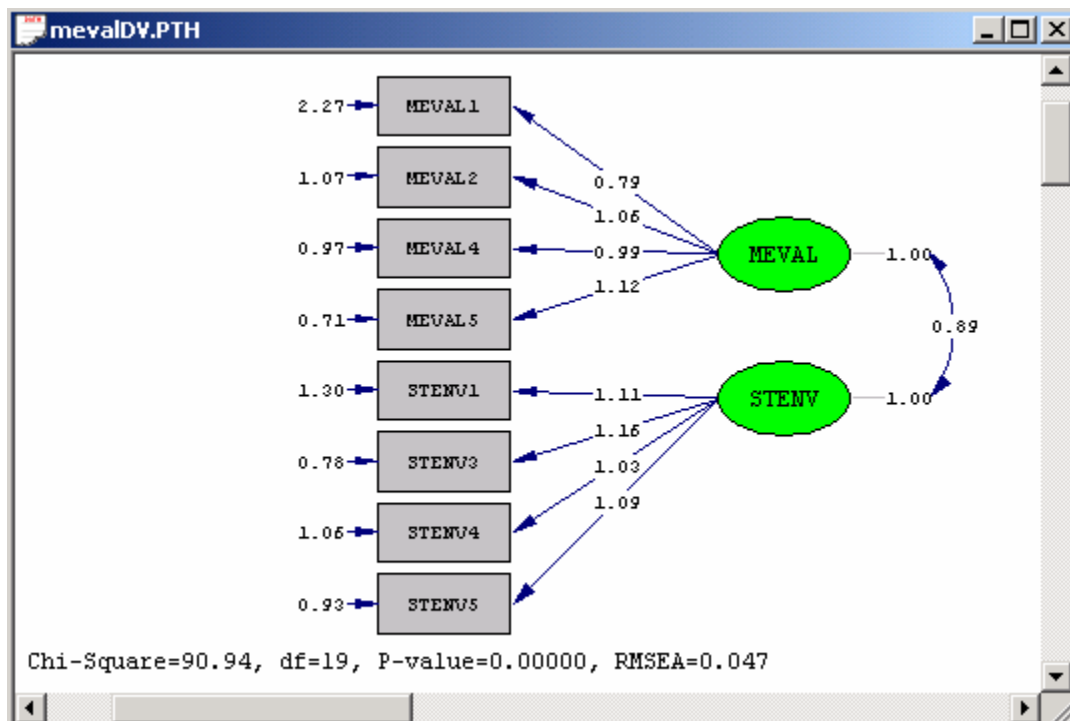 mevalDV.PTH
2.27 MEVAL1
0.79
1.07 MEVAL2
1.06
0.97 MEVAL4 0.99 MEVAL 1.00
1.12
0.71 MEVAL5
0.89
1.30 STENV1 1.11 STENV 1.00
1.16
0.78 STENV3
1.03
1.09
1.06 STENV4
0.93 STENV5
Chi-Square=90.94, df=19, P-value=0.00000, RMSEA=0.047